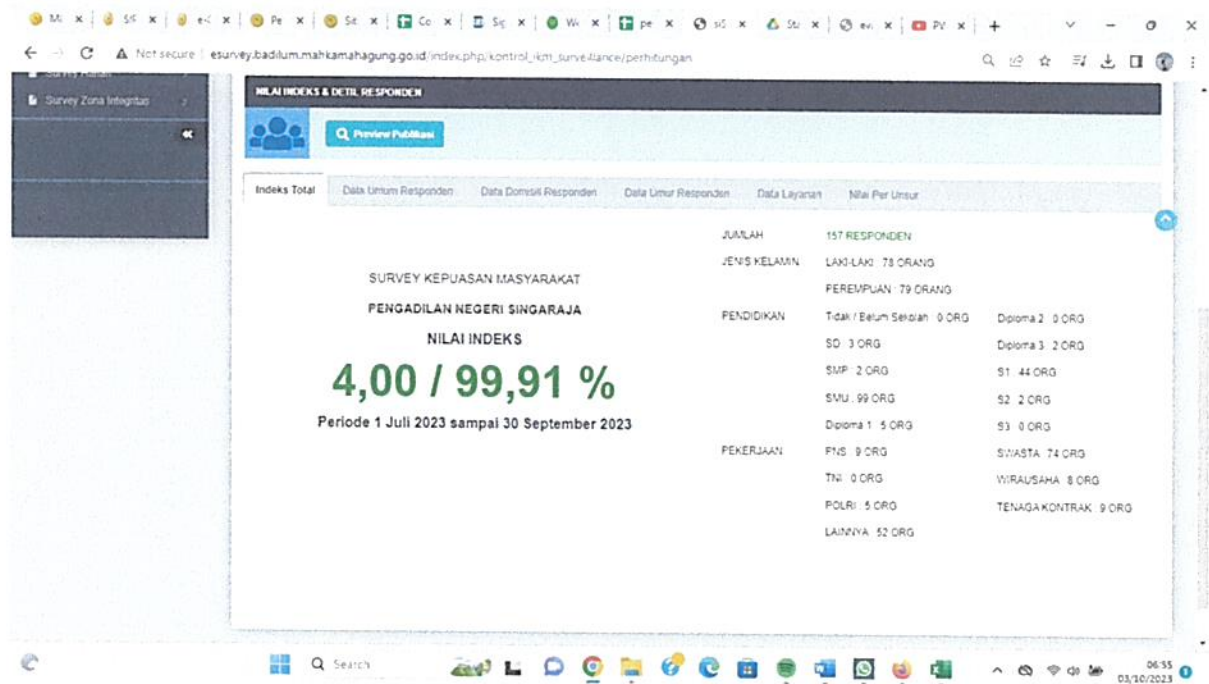 Not secure esurvey.badilum.mahkamahagung.go.id/index.php/kontrol_ikm_surveillance/perhitungan
Survey Harian
Survey Zona Integritas
NILAI INDEKS & DETIL RESPONDEN
Preview Publikasi
Indeks Total Data Umum Responden Data Domisili Responden Data Umur Responden Data Layanan Nilai Per Unsur
SURVEY KEPUASAN MASYARAKAT
PENGADILAN NEGERI SINGARAJA
NILAI INDEKS
4,00 / 99,91 %
Periode 1 Juli 2023 sampai 30 September 2023
JUMLAH 157 RESPONDEN
JENIS KELAMIN LAKI-LAKI : 78 ORANG
PEREMPUAN : 79 ORANG
PENDIDIKAN Tidak / Belum Sekolah : 0 ORG Diploma 2 : 0 ORG
SD : 3 ORG Diploma 3 : 2 ORG
SMP : 2 ORG S1 : 44 ORG
SMU : 99 ORG S2 : 2 ORG
Diploma 1 : 5 ORG S3 : 0 ORG
PEKERJAAN PNS : 9 ORG SWASTA : 74 ORG
TNI : 0 ORG WIRAUSAHA : 8 ORG
POLRI : 5 ORG TENAGA KONTRAK : 9 ORG
LAINNYA : 52 ORG
Search
06:55
03/10/2023